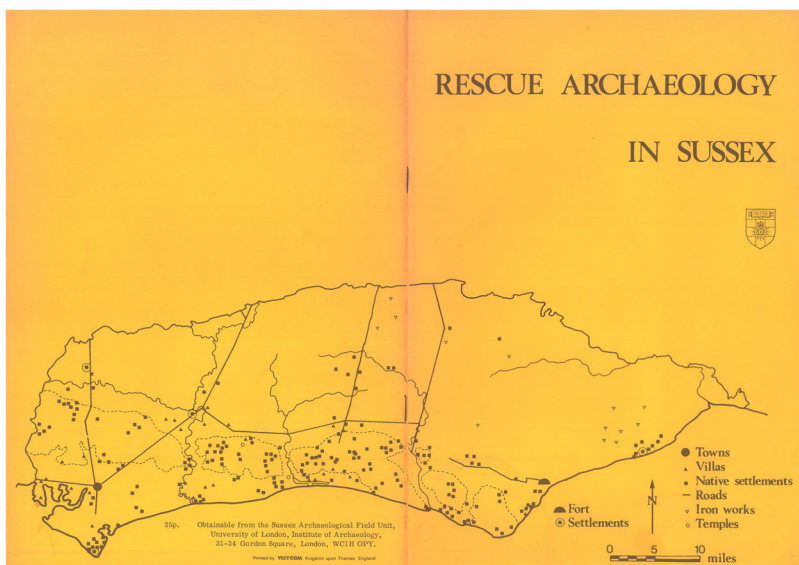 RESCUE ARCHAEOLOGY
IN SUSSEX
Towns
Villas
Native settlements
Roads
Iron works
Temples
Fort
Settlements
N
0 5 10 miles
25p. Obtainable from the Sussex Archaeological Field Unit,
University of London, Institute of Archaeology,
31-34 Gordon Square, London, WC1H OPY.
Printed by VICTORIA Kingston upon Thames England